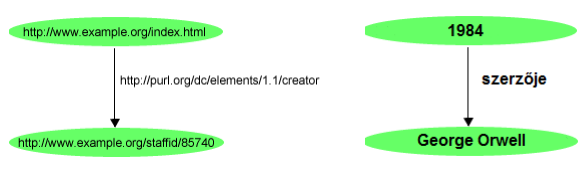 http://www.example.org/index.html
http://purl.org/dc/elements/1.1/creator
http://www.example.org/staffid/85740
1984
szerzője
George Orwell